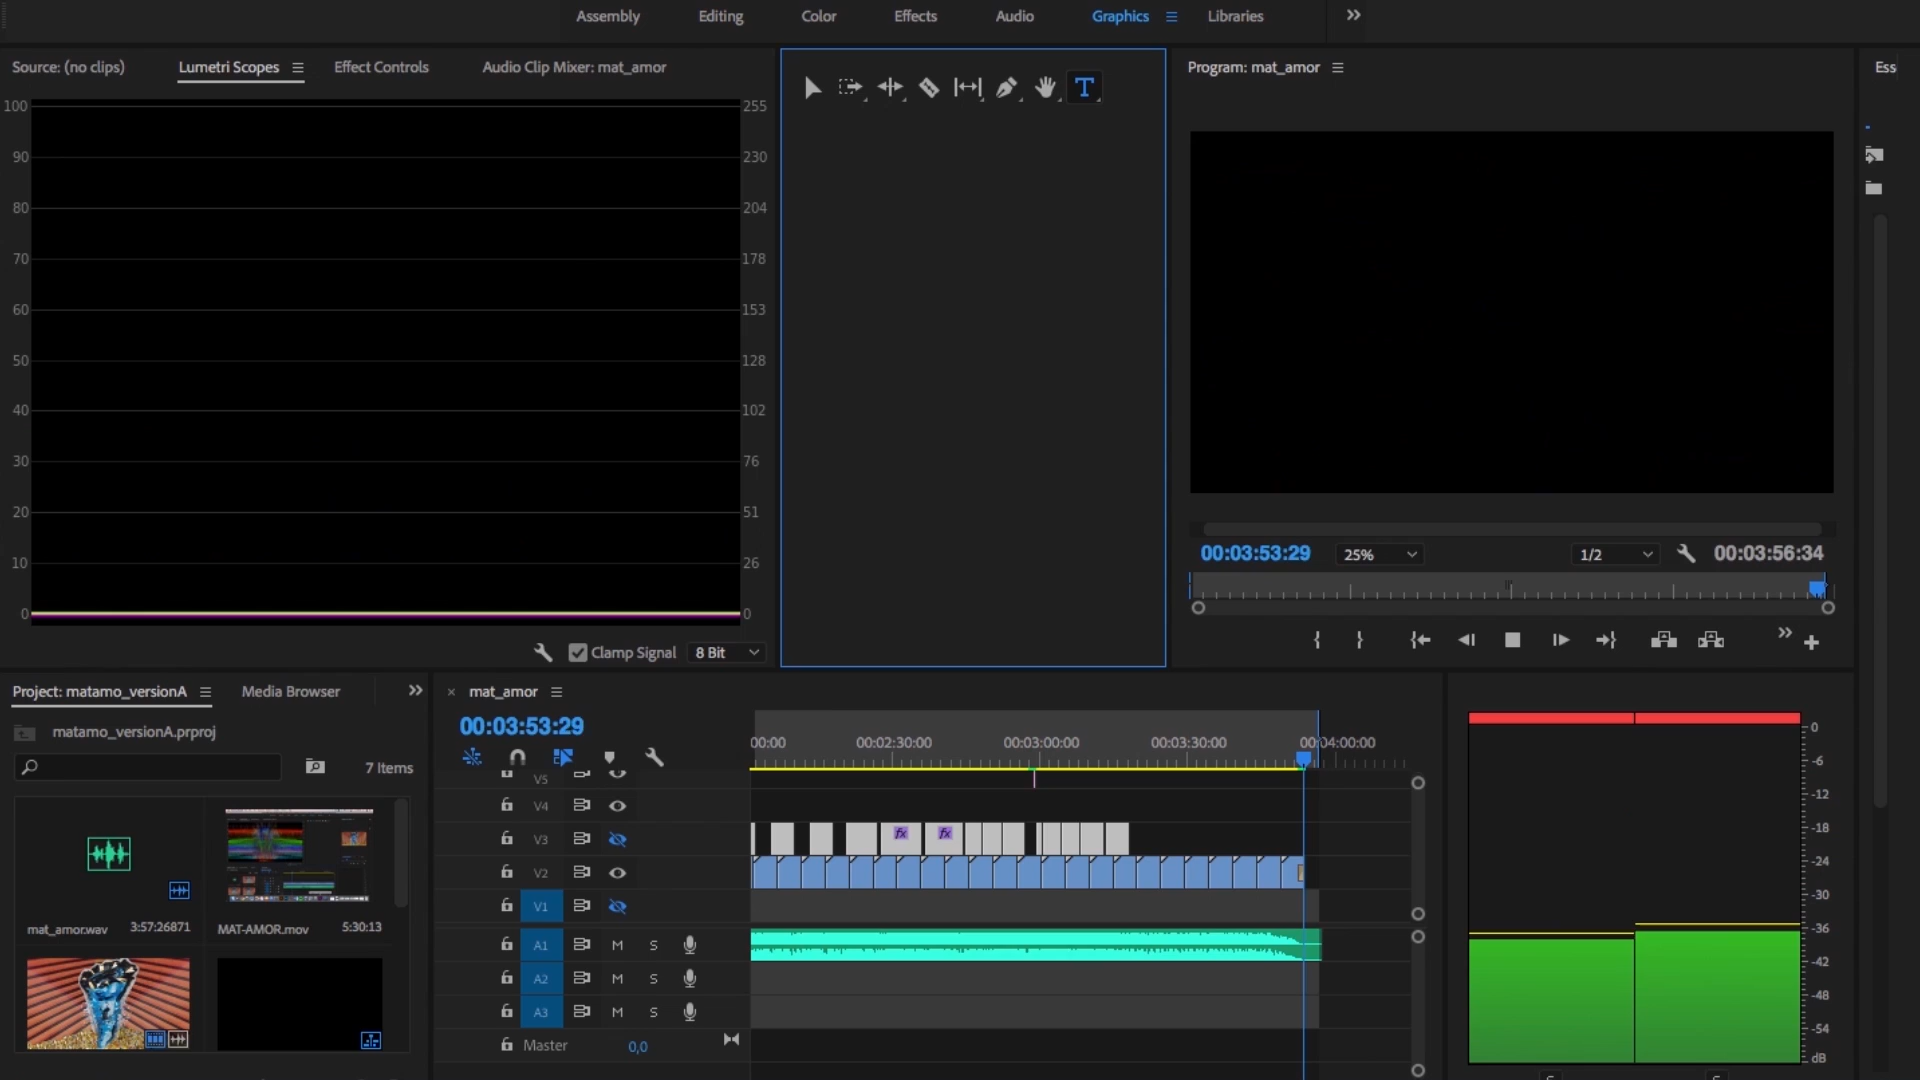 Assembly Editing Color Effects Audio Graphics Libraries
Source: (no clips) Lumetri Scopes Effect Controls Audio Clip Mixer: mat_amor
Program: mat_amor
Ess
100 255
90 230
80 204
70 178
60 153
50 128
40 102
30 76
20 51
10 26
0 0
Clamp Signal 8 Bit
T
00:03:53:29 25% 1/2 00:03:56:34
Project: matamo_versionA Media Browser
matamo_versionA.prproj
7 Items
mat_amor.wav 3:57:26871
MAT-AMOR.mov 5:30:13
mat_amor
00:03:53:29
00:00 00:02:30:00 00:03:00:00 00:03:30:00 00:04:00:00
V5
V4
V3 fx fx
V2
V1
A1 M S
A2 M S
A3 M S
Master 0,0
0
-6
-12
-18
-24
-30
-36
-42
-48
-54
dB